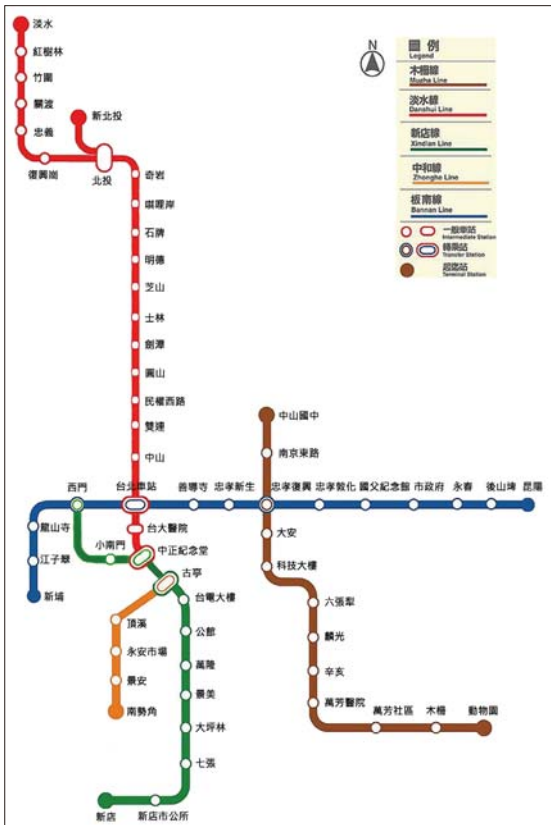 淡水
紅樹林
竹圍
關渡
忠義
復興崗
新北投
北投
奇岩
唭哩岸
石牌
明德
芝山
士林
劍潭
圓山
民權西路
雙連
中山
台北車站
台大醫院
中正紀念堂
古亭
西門
小南門
龍山寺
江子翠
新埔
善導寺
忠孝新生
忠孝復興
忠孝敦化
國父紀念館
市政府
永春
後山埤
昆陽
中山國中
南京東路
大安
科技大樓
六張犁
麟光
辛亥
萬芳醫院
萬芳社區
木柵
動物園
台電大樓
公館
萬隆
景美
大坪林
七張
新店市公所
新店
頂溪
永安市場
景安
南勢角
N
圖 例
Legend
木柵線
Muzha Line
淡水線
Danshui Line
新店線
Xindian Line
中和線
Zhonghe Line
板南線
Bannan Line
一般車站
Intermediate Station
轉乘站
Transfer Station
起訖站
Terminal Station